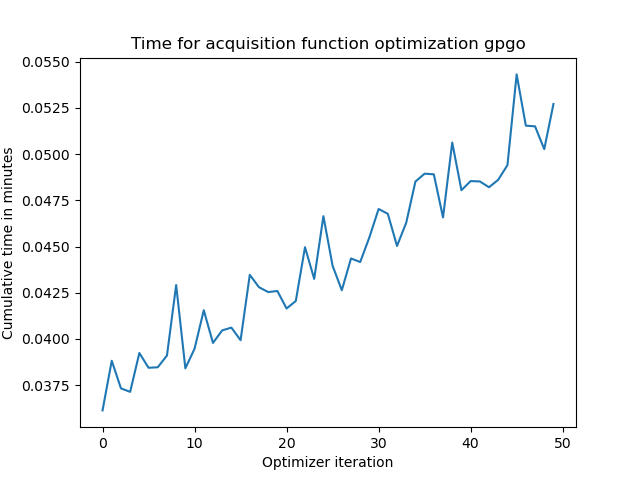 Time for acquisition function optimization gpgo
Cumulative time in minutes
0.0550
0.0525
0.0500
0.0475
0.0450
0.0425
0.0400
0.0375
0 10 20 30 40 50
Optimizer iteration